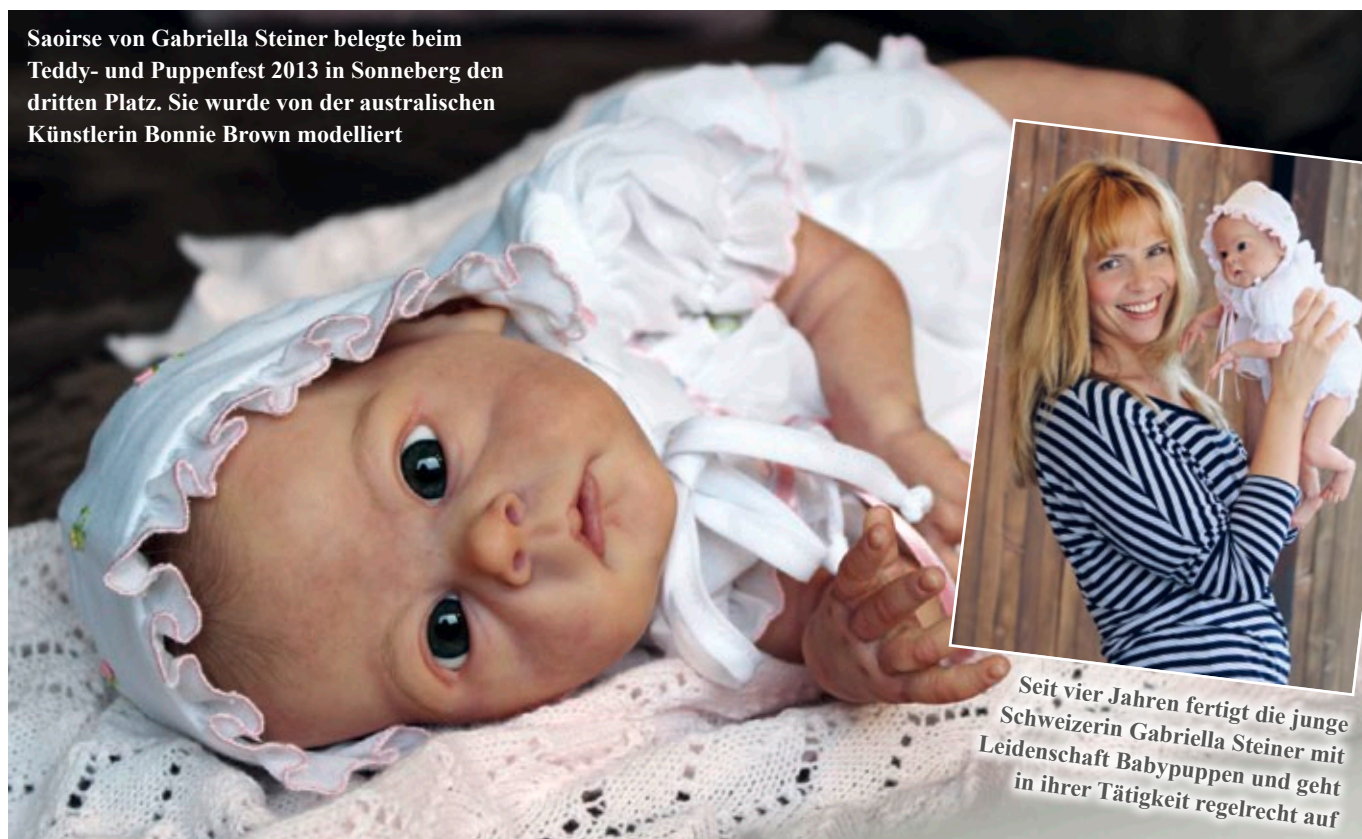 Saoirse von Gabriella Steiner belegte beim
Teddy- und Puppenfest 2013 in Sonneberg den
dritten Platz. Sie wurde von der australischen
Künstlerin Bonnie Brown modelliert
Seit vier Jahren fertigt die junge
Schweizerin Gabriella Steiner mit
Leidenschaft Babypuppen und geht
in ihrer Tätigkeit regelrecht auf